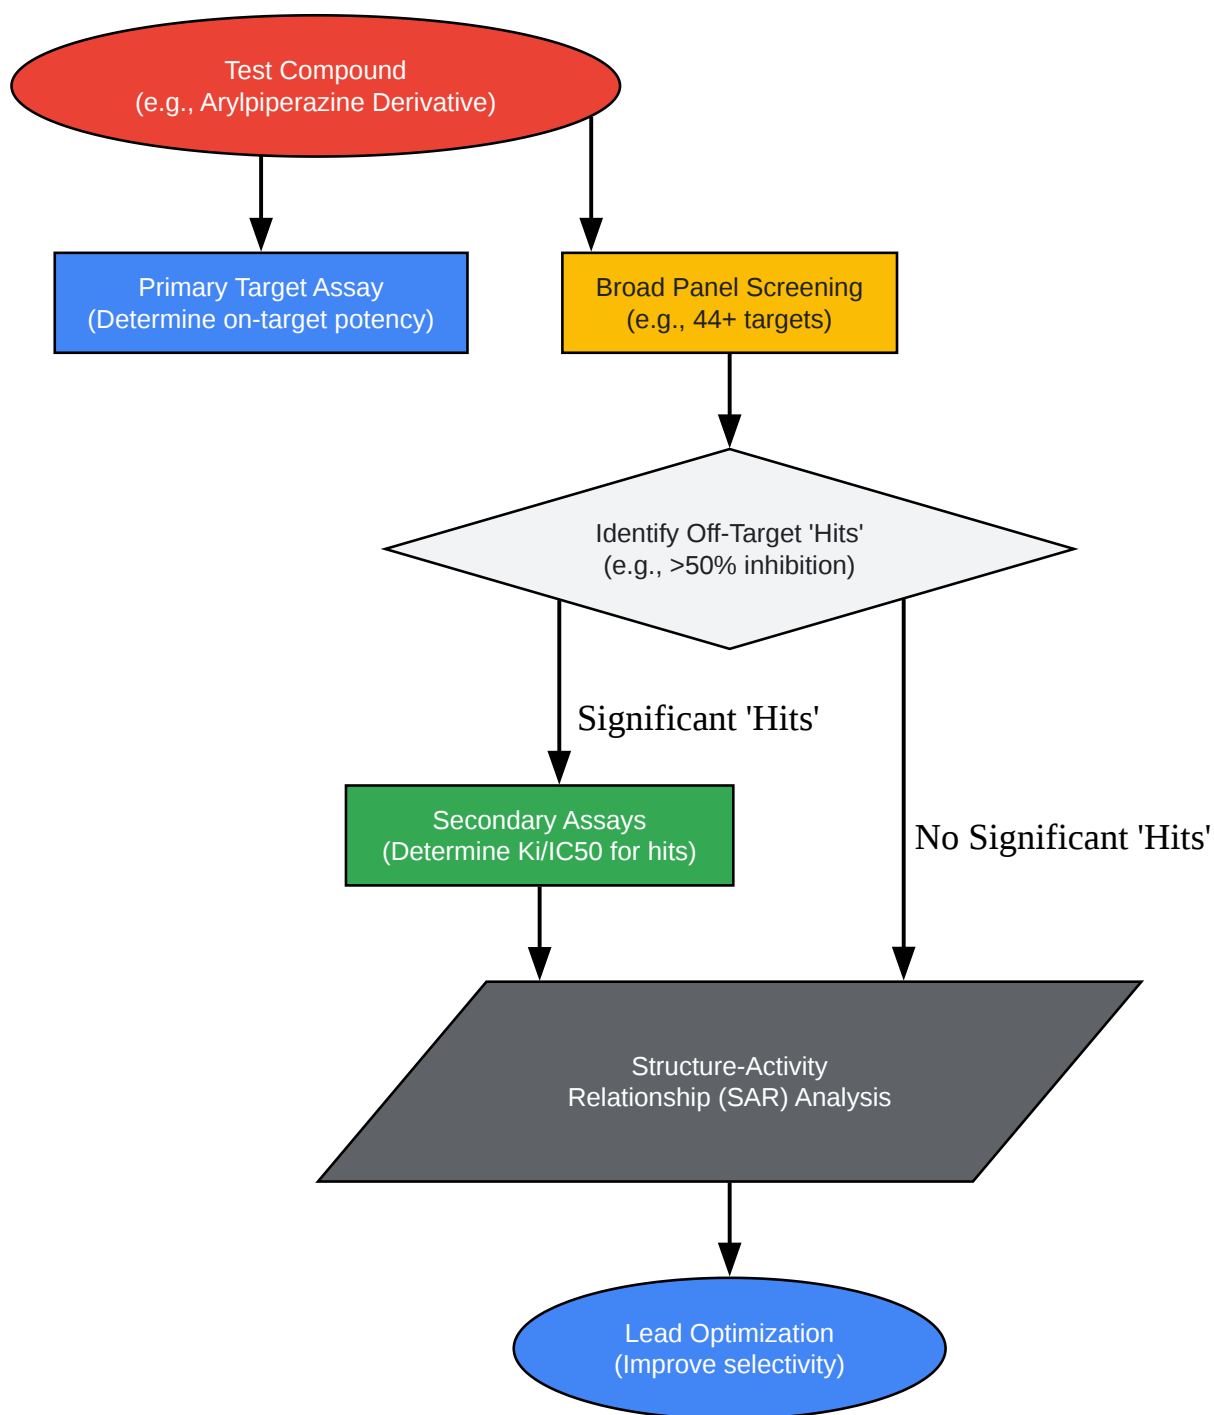 Test Compound
(e.g., Arylpiperazine Derivative)
Primary Target Assay
(Determine on-target potency)
Broad Panel Screening
(e.g., 44+ targets)
Identify Off-Target 'Hits'
(e.g., >50% inhibition)
Significant 'Hits'
Secondary Assays
(Determine Ki/IC50 for hits)
No Significant 'Hits'
Structure-Activity
Relationship (SAR) Analysis
Lead Optimization
(Improve selectivity)